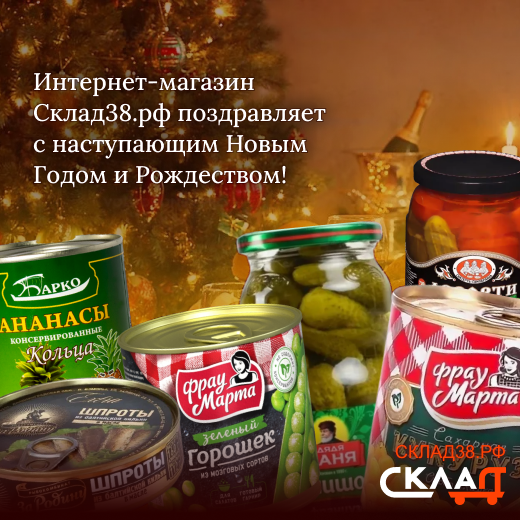 Интернет-магазин
Склад38.рф поздравляет
с наступающим Новым
Годом и Рождеством!
БАРКО
АНАНАСЫ
КОНСЕРВИРОВАННЫЕ
Кольца
ШПРОТЫ
ШПРОТЫ
фрау
Марта
зеленый
ГОРОШЕК
ИЗ МОЗГОВЫХ СОРТОВ
дядя
фрау
Марта
СКЛАД38.РФ
СКЛАД